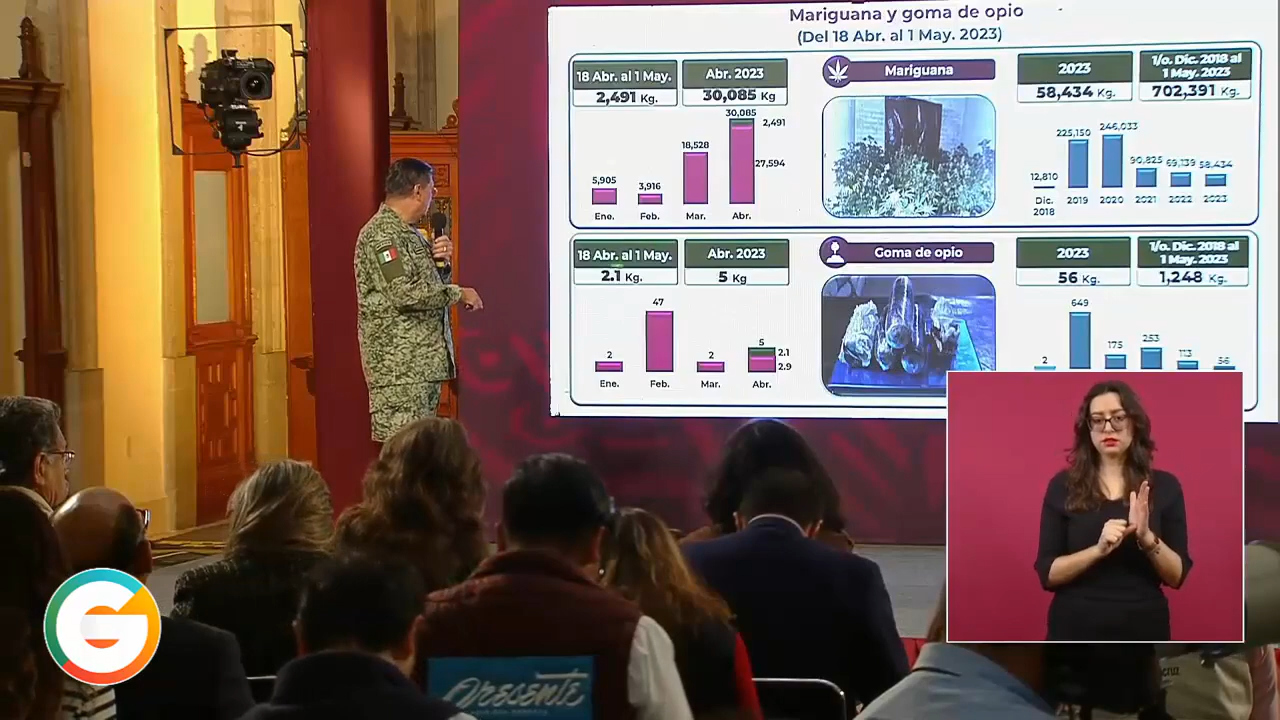 Mariguana y goma de opio
(Del 18 Abr. al 1 May. 2023)
18 Abr. al 1 May.
2,491 Kg.
Abr. 2023
30,085 Kg
Mariguana
2023
58,434 Kg.
1/o. Dic. 2018 al
1 May. 2023
702,391 Kg.
30,085
2,491
18,528
27,594
5,905
3,916
Ene.
Feb.
Mar.
Abr.
225,150
246,033
90,825
69,139
58,434
12,810
Dic.
2018
2019
2020
2021
2022
2023
18 Abr. al 1 May.
2.1 Kg.
Abr. 2023
5 Kg
Goma de opio
2023
56 Kg.
1/o. Dic. 2018 al
1 May. 2023
1,248 Kg.
47
2
2
5
2.1
2.9
Ene.
Feb.
Mar.
Abr.
649
2
175
253
113
56
G
Presente